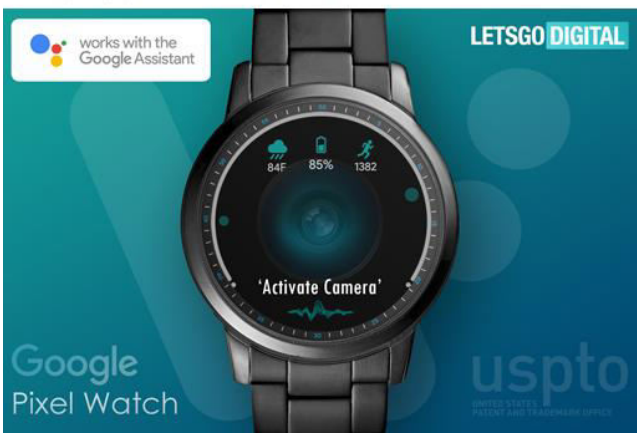 works with the
Google Assistant
LETSGO DIGITAL
84F
85%
1382
'Activate Camera'
Google
Pixel Watch
uspto
UNITED STATES
PATENT AND TRADEMARK OFFICE